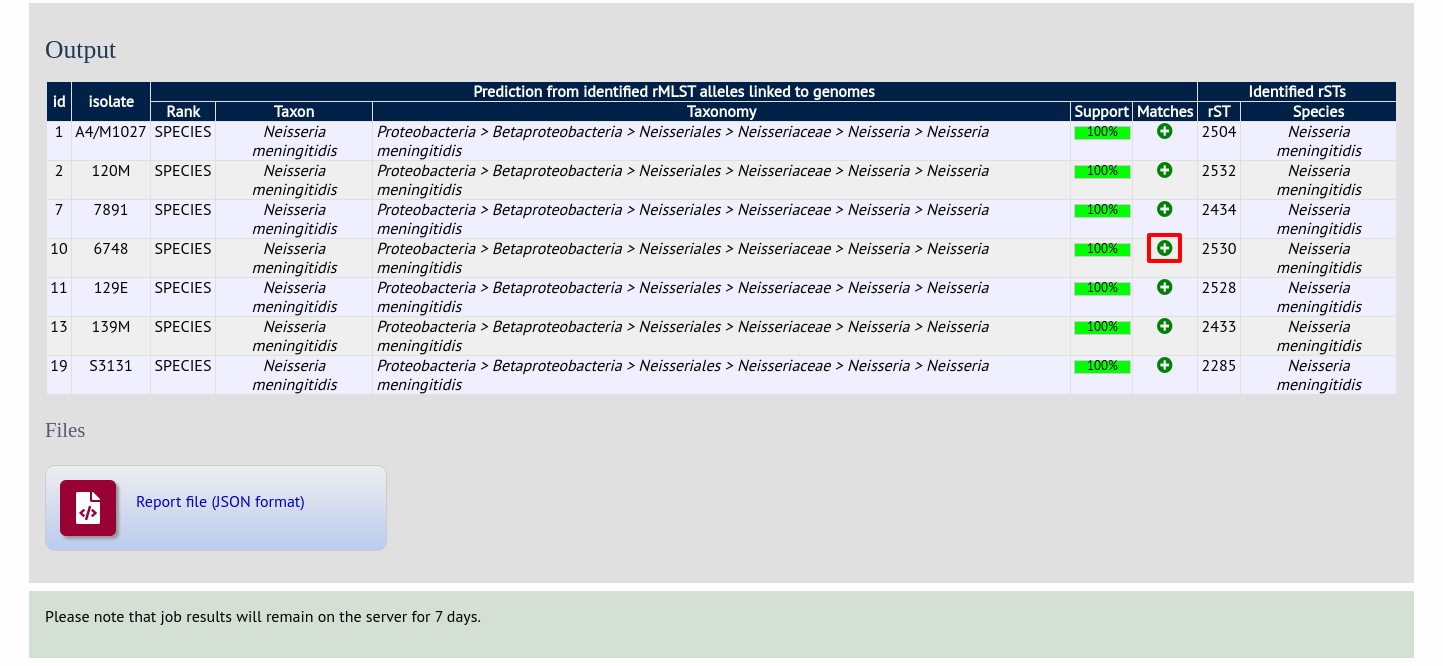 Output
id isolate Prediction from identified rMLST alleles linked to genomes Identified rSTs
Rank Taxon Taxonomy Support Matches rST Species
1 A4/M1027 SPECIES Neisseria Proteobacteria > Betaproteobacteria > Neisseriales > Neisseriaceae > Neisseria > Neisseria 100% 2504 Neisseria
meningitidis meningitidis meningitidis
2 120M SPECIES Neisseria Proteobacteria > Betaproteobacteria > Neisseriales > Neisseriaceae > Neisseria > Neisseria 100% 2532 Neisseria
meningitidis meningitidis meningitidis
7 7891 SPECIES Neisseria Proteobacteria > Betaproteobacteria > Neisseriales > Neisseriaceae > Neisseria > Neisseria 100% 2434 Neisseria
meningitidis meningitidis meningitidis
10 6748 SPECIES Neisseria Proteobacteria > Betaproteobacteria > Neisseriales > Neisseriaceae > Neisseria > Neisseria 100% 2530 Neisseria
meningitidis meningitidis meningitidis
11 129E SPECIES Neisseria Proteobacteria > Betaproteobacteria > Neisseriales > Neisseriaceae > Neisseria > Neisseria 100% 2528 Neisseria
meningitidis meningitidis meningitidis
13 139M SPECIES Neisseria Proteobacteria > Betaproteobacteria > Neisseriales > Neisseriaceae > Neisseria > Neisseria 100% 2433 Neisseria
meningitidis meningitidis meningitidis
19 S3131 SPECIES Neisseria Proteobacteria > Betaproteobacteria > Neisseriales > Neisseriaceae > Neisseria > Neisseria 100% 2285 Neisseria
meningitidis meningitidis meningitidis
Files
Report file (JSON format)
Please note that job results will remain on the server for 7 days.